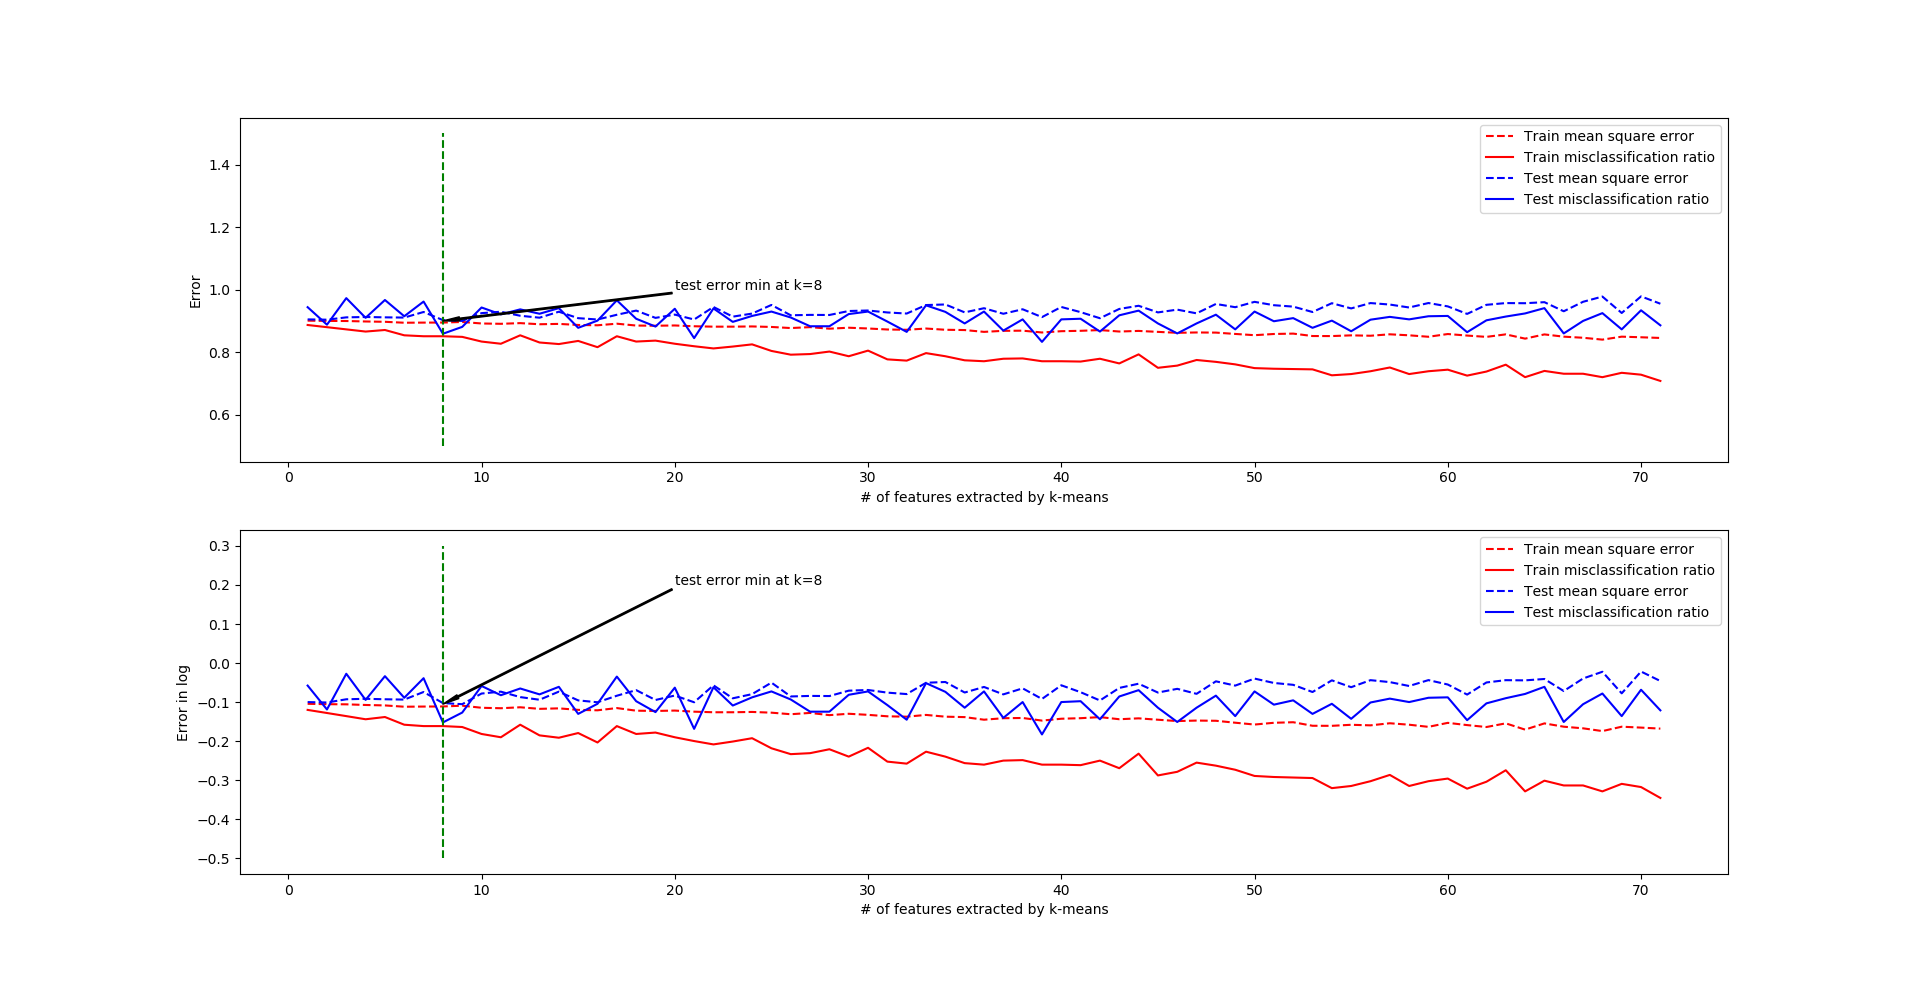 Train mean square error
Train misclassification ratio
Test mean square error
Test misclassification ratio
1.4
1.2
1.0
0.8
0.6
Error
test error min at k=8
0 10 20 30 40 50 60 70
# of features extracted by k-means
Train mean square error
Train misclassification ratio
Test mean square error
Test misclassification ratio
0.3
0.2
0.1
0.0
−0.1
−0.2
−0.3
−0.4
−0.5
Error in log
test error min at k=8
0 10 20 30 40 50 60 70
# of features extracted by k-means